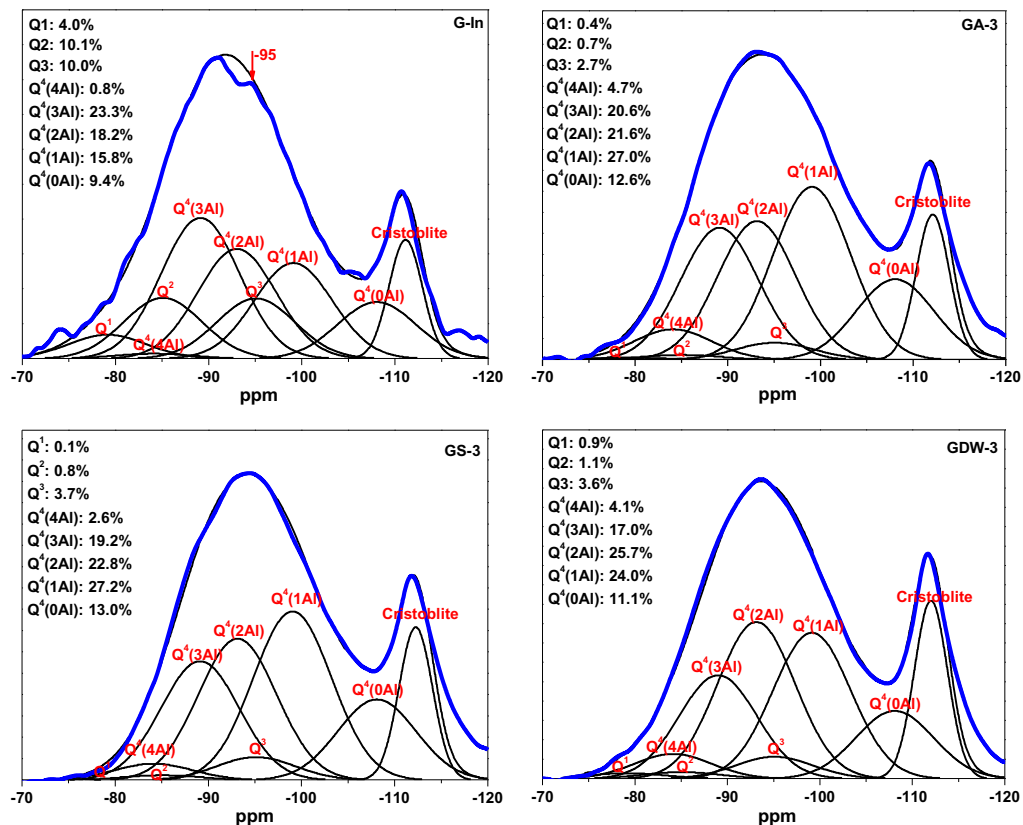 G-In
Q1: 4.0%
Q2: 10.1%
Q3: 10.0%
Q⁴(4Al): 0.8%
Q⁴(3Al): 23.3%
Q⁴(2Al): 18.2%
Q⁴(1Al): 15.8%
Q⁴(0Al): 9.4%
-95
Q⁴(3Al)
Q⁴(2Al)
Q⁴(1Al)
Cristoblite
Q²
Q³
Q⁴(0Al)
Q¹
Q⁴(4Al)
-70 -80 -90 -100 -110 -120
ppm
GA-3
Q1: 0.4%
Q2: 0.7%
Q3: 2.7%
Q⁴(4Al): 4.7%
Q⁴(3Al): 20.6%
Q⁴(2Al): 21.6%
Q⁴(1Al): 27.0%
Q⁴(0Al): 12.6%
Q⁴(1Al)
Cristoblite
Q⁴(3Al)
Q⁴(2Al)
Q⁴(0Al)
Q⁴(4Al)
Q³
Q¹
Q²
-70 -80 -90 -100 -110 -120
ppm
GS-3
Q¹: 0.1%
Q²: 0.8%
Q³: 3.7%
Q⁴(4Al): 2.6%
Q⁴(3Al): 19.2%
Q⁴(2Al): 22.8%
Q⁴(1Al): 27.2%
Q⁴(0Al): 13.0%
Q⁴(1Al)
Cristoblite
Q⁴(2Al)
Q⁴(3Al)
Q⁴(0Al)
Q⁴(4Al)
Q³
Q
Q²
-70 -80 -90 -100 -110 -120
ppm
GDW-3
Q1: 0.9%
Q2: 1.1%
Q3: 3.6%
Q⁴(4Al): 4.1%
Q⁴(3Al): 17.0%
Q⁴(2Al): 25.7%
Q⁴(1Al): 24.0%
Q⁴(0Al): 11.1%
Cristoblite
Q⁴(2Al)
Q⁴(1Al)
Q⁴(3Al)
Q⁴(0Al)
Q⁴(4Al)
Q³
Q¹
Q²
-70 -80 -90 -100 -110 -120
ppm